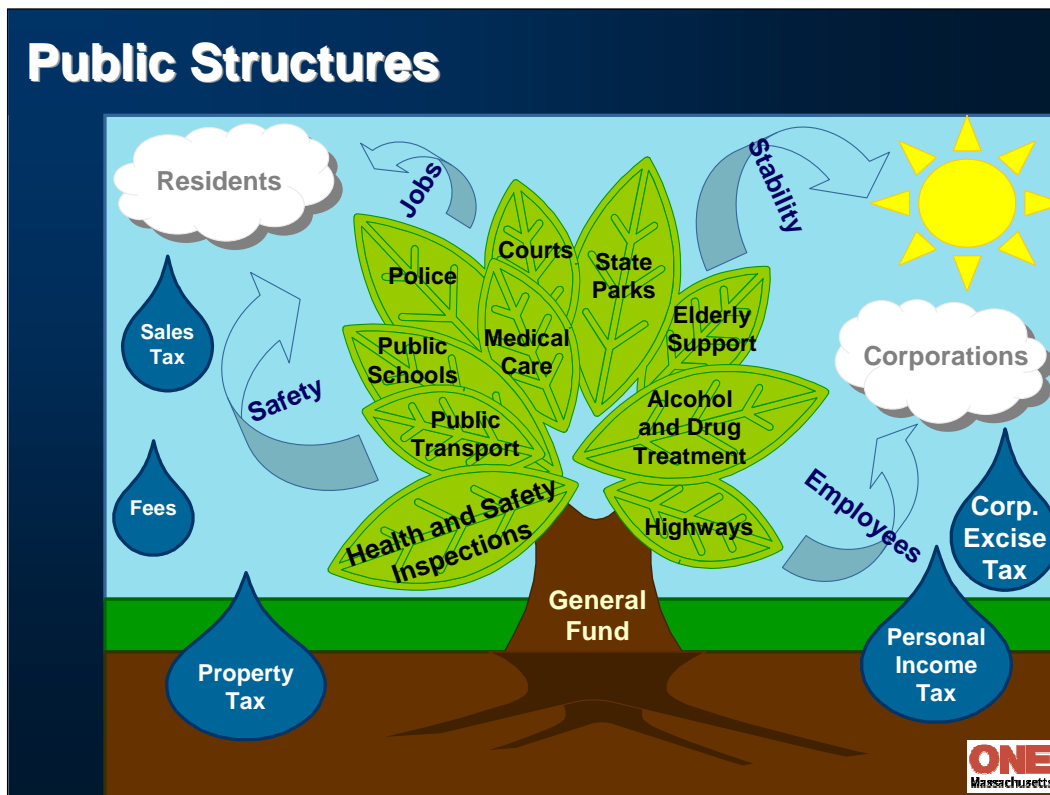 Public Structures
Residents
Jobs
Stability
Courts
Police
State
Parks
Elderly
Support
Medical
Care
Public
Schools
Corporations
Sales
Tax
Safety
Public
Transport
Alcohol
and Drug
Treatment
Fees
Health and Safety
Inspections
Highways
Employees
Corp.
Excise
Tax
General
Fund
Property
Tax
Personal
Income
Tax
ONE
Massachusetts